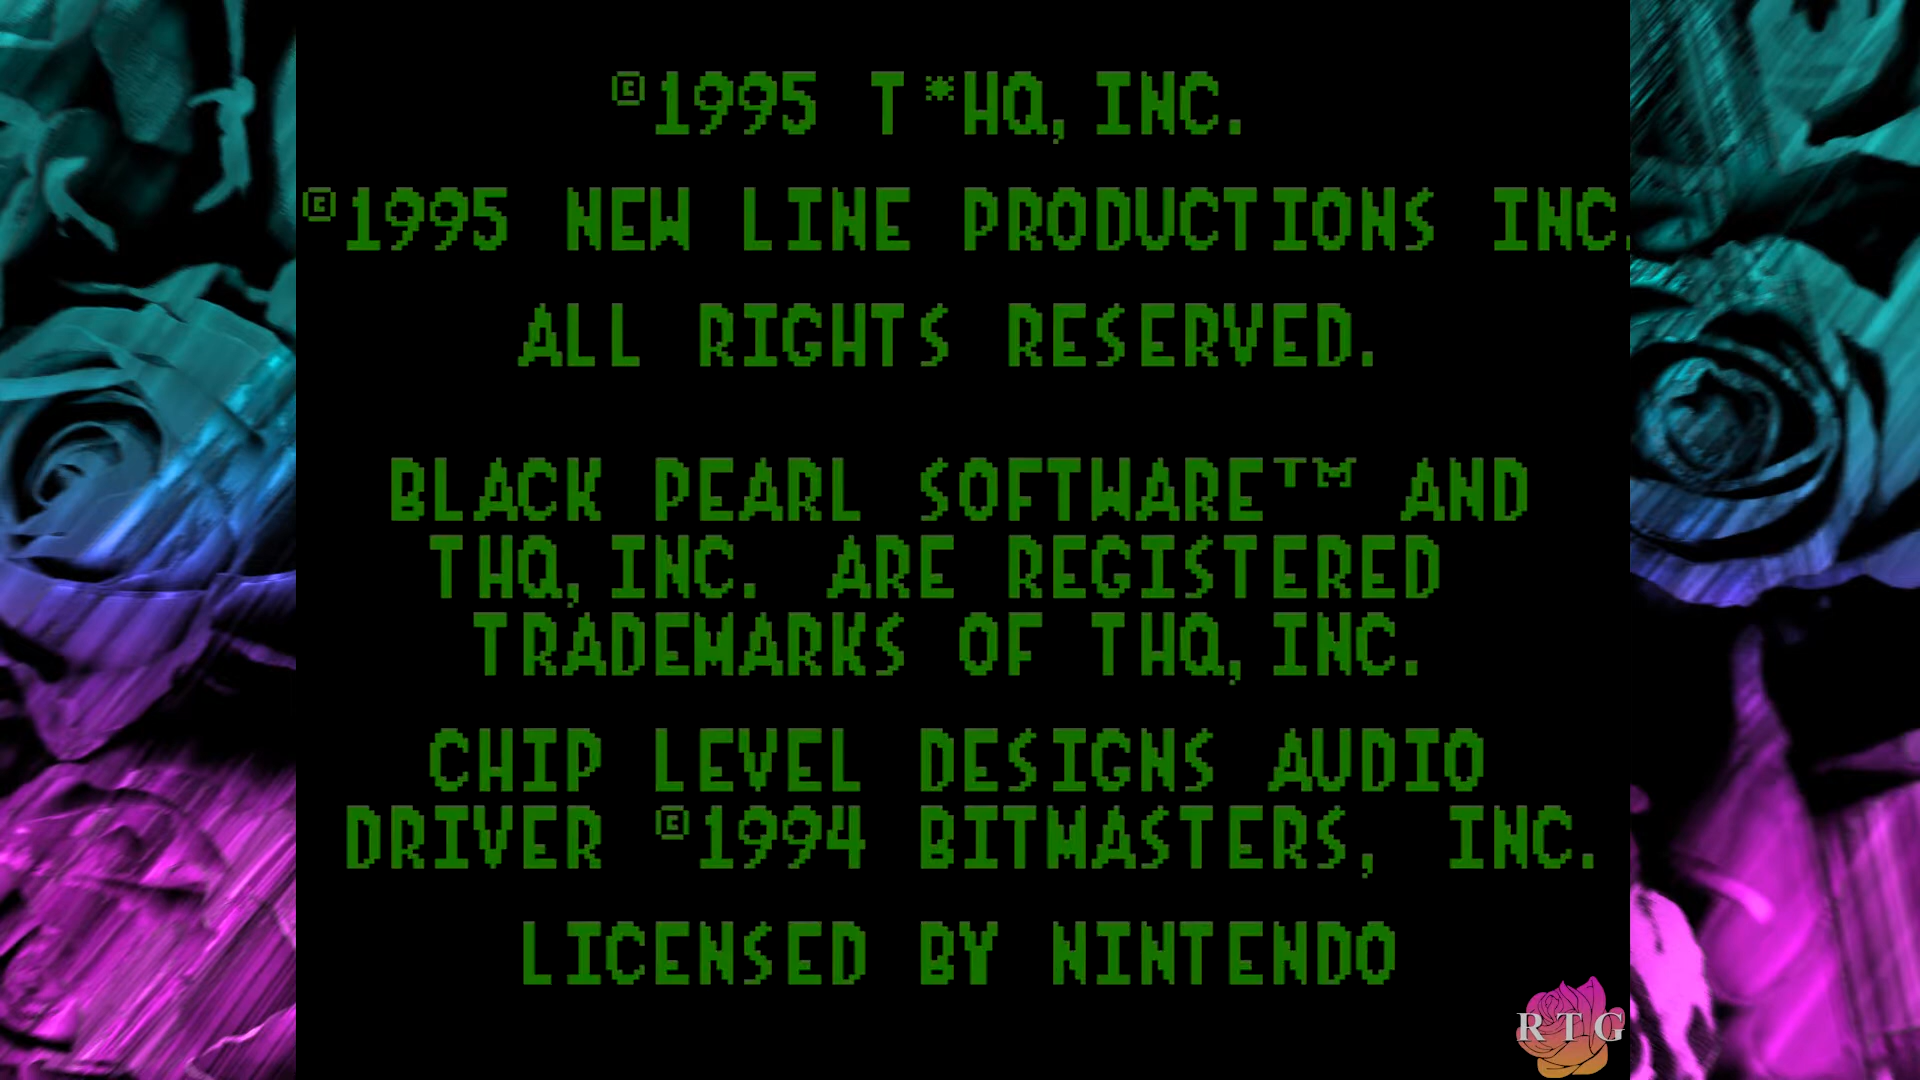 ©1995 T*HQ, INC.
©1995 NEW LINE PRODUCTIONS INC.
ALL RIGHTS RESERVED.
BLACK PEARL SOFTWARE™ AND
THQ, INC. ARE REGISTERED
TRADEMARKS OF THQ, INC.
CHIP LEVEL DESIGNS AUDIO
DRIVER ©1994 BITMASTERS, INC.
LICENSED BY NINTENDO
RTG